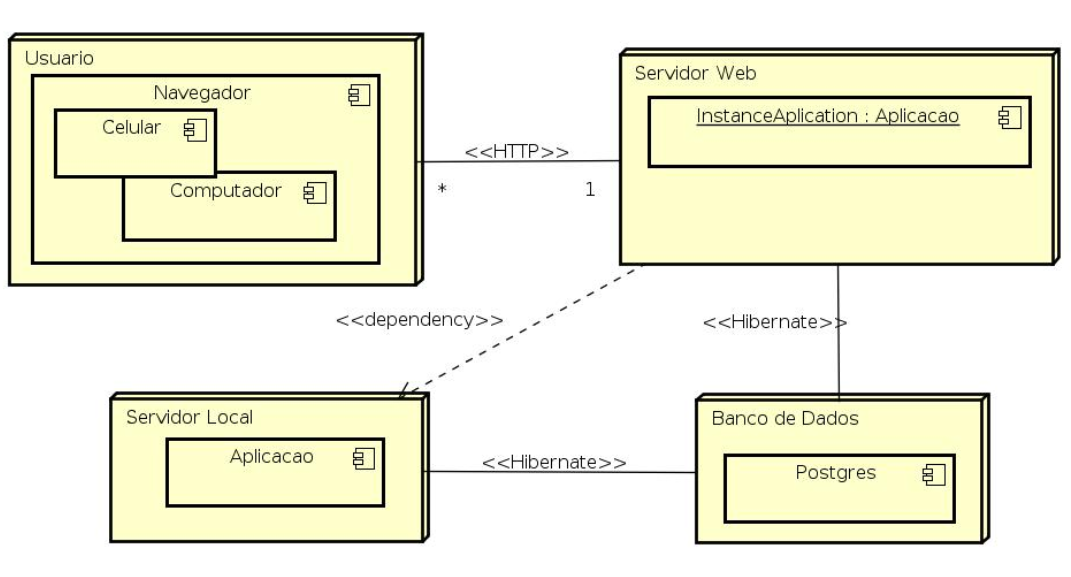 Usuario
Navegador
Celular
Computador
<<HTTP>>
*
1
Servidor Web
InstanceAplication : Aplicacao
<<dependency>>
<<Hibernate>>
Servidor Local
Aplicacao
<<Hibernate>>
Banco de Dados
Postgres